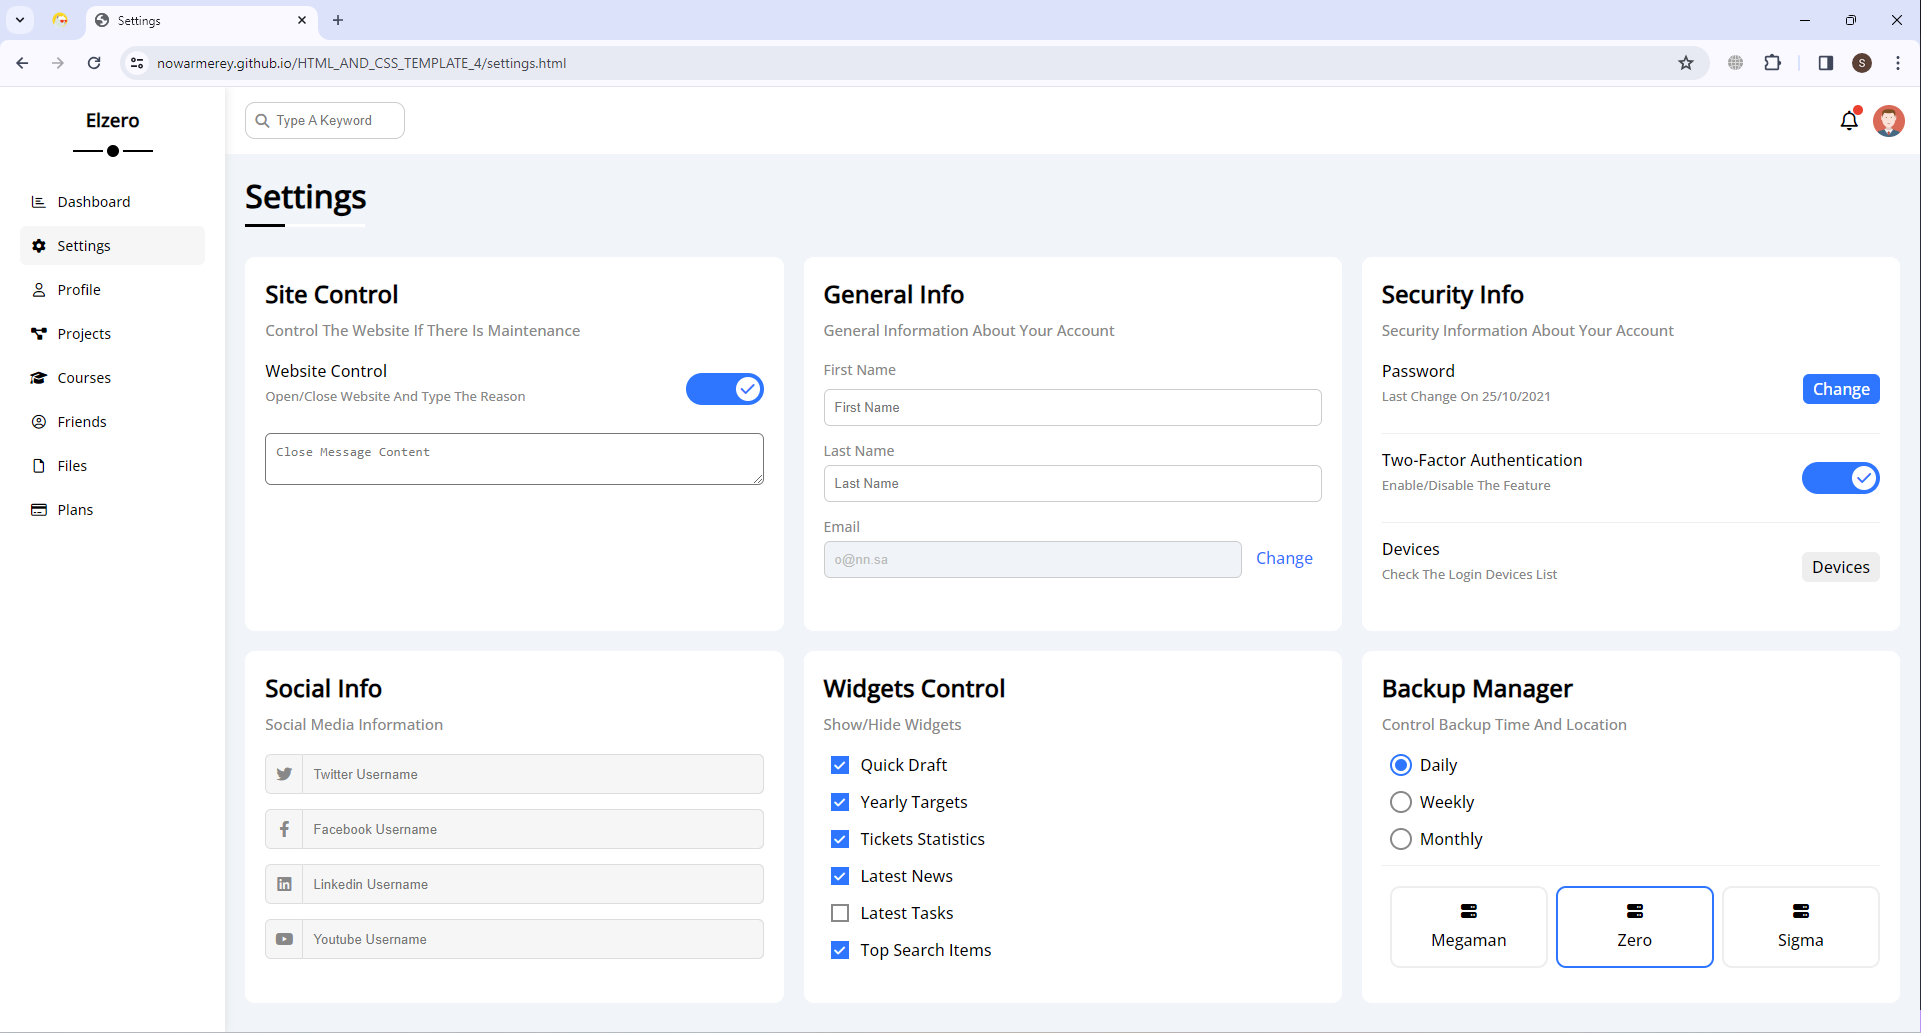 Settings
nowarmerey.github.io/HTML_AND_CSS_TEMPLATE_4/settings.html
S
Elzero
Type A Keyword
Dashboard
Settings
Profile
Projects
Courses
Friends
Files
Plans
Settings
Site Control
Control The Website If There Is Maintenance
Website Control
Open/Close Website And Type The Reason
Close Message Content
General Info
General Information About Your Account
First Name
First Name
Last Name
Last Name
Email
o@nn.sa
Change
Security Info
Security Information About Your Account
Password
Last Change On 25/10/2021
Change
Two-Factor Authentication
Enable/Disable The Feature
Devices
Check The Login Devices List
Devices
Social Info
Social Media Information
Twitter Username
Facebook Username
Linkedin Username
Youtube Username
Widgets Control
Show/Hide Widgets
Quick Draft
Yearly Targets
Tickets Statistics
Latest News
Latest Tasks
Top Search Items
Backup Manager
Control Backup Time And Location
Daily
Weekly
Monthly
Megaman
Zero
Sigma